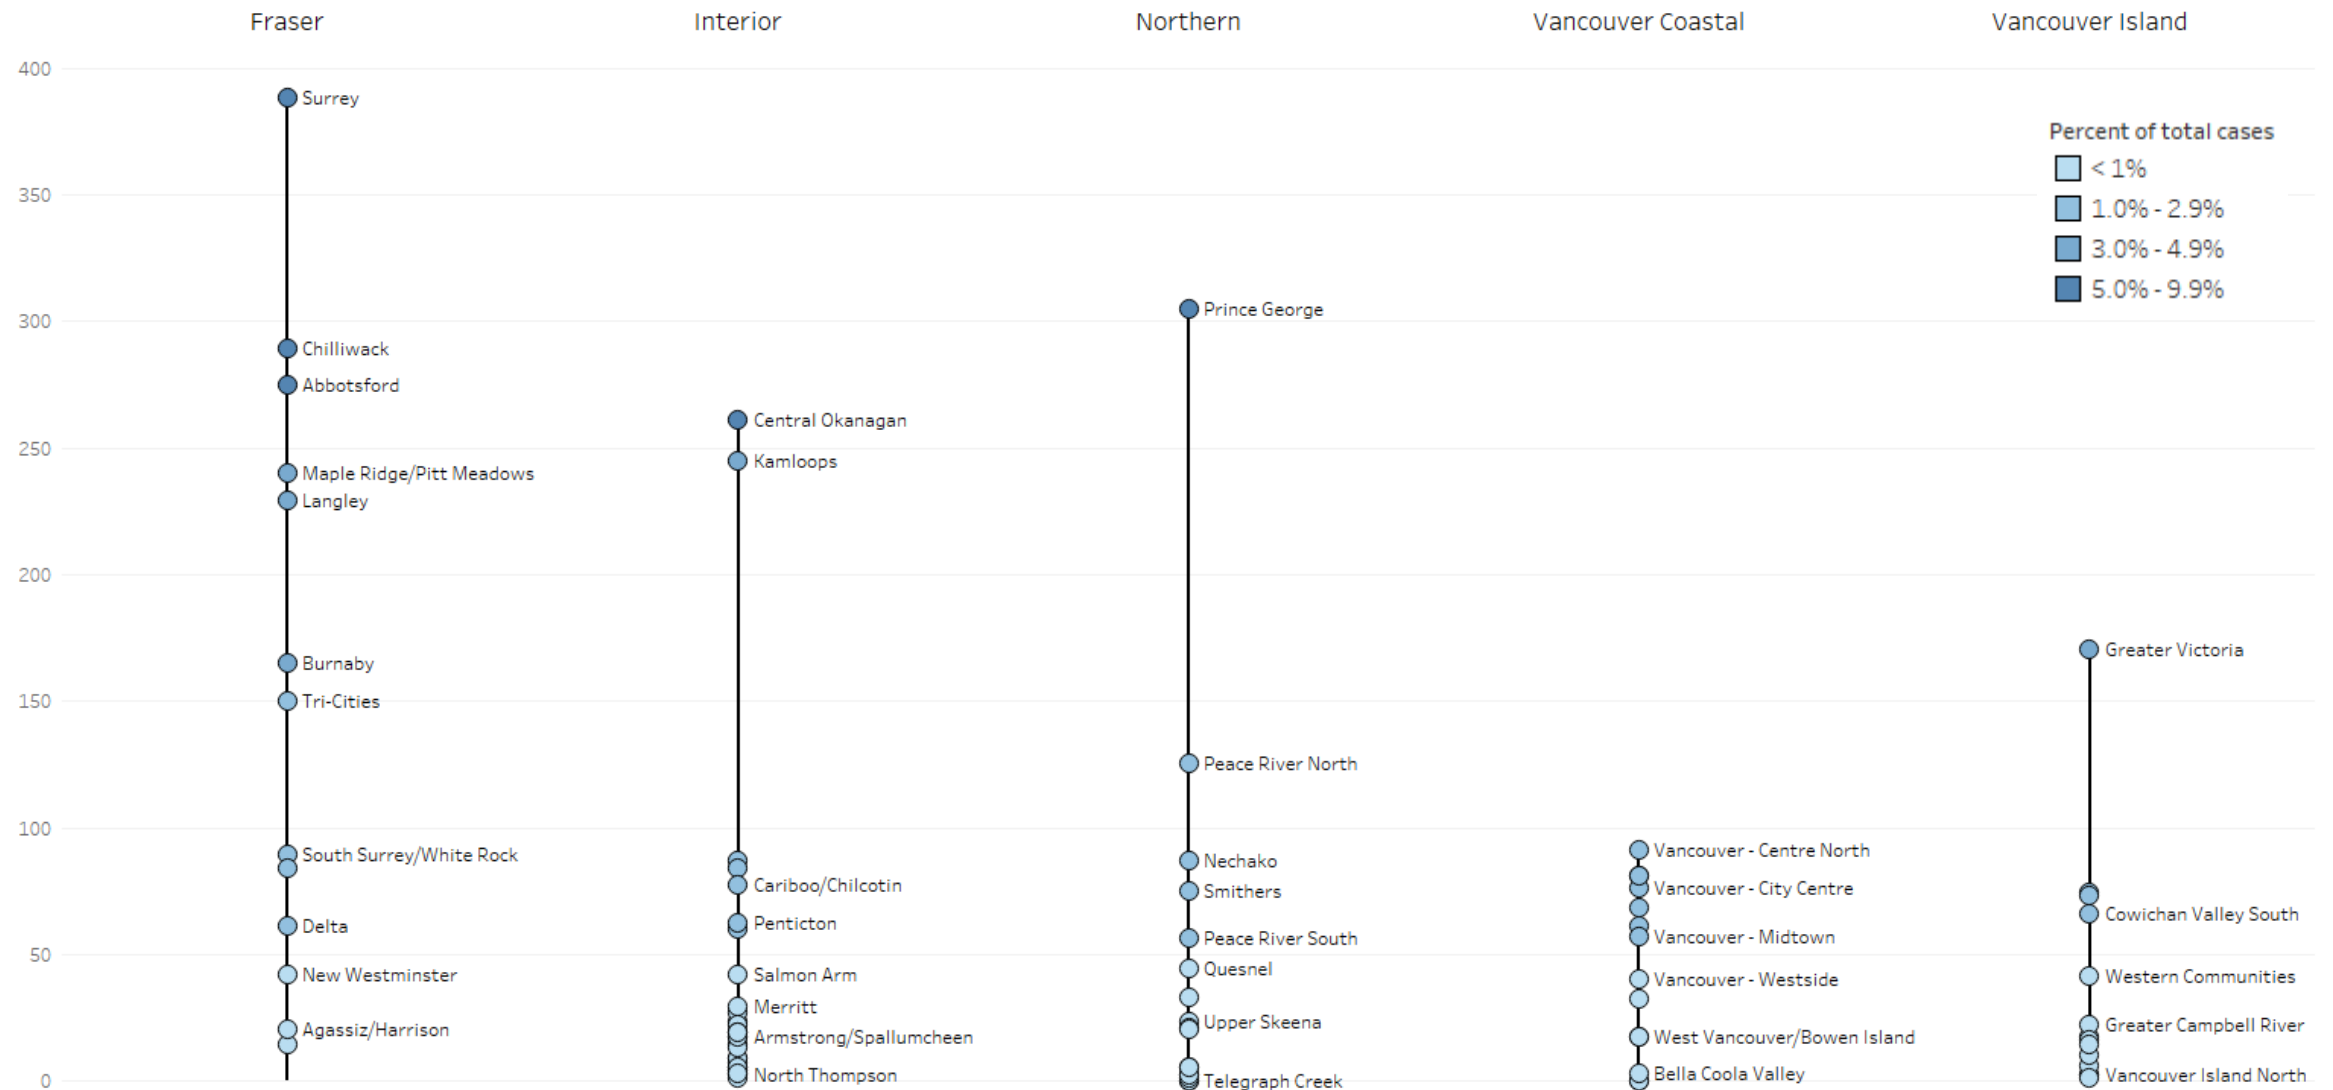 Fraser
Interior
Northern
Vancouver Coastal
Vancouver Island
400
350
300
250
200
150
100
50
0
Surrey
Chilliwack
Abbotsford
Maple Ridge/Pitt Meadows
Langley
Burnaby
Tri-Cities
South Surrey/White Rock
Delta
New Westminster
Agassiz/Harrison
Central Okanagan
Kamloops
Cariboo/Chilcotin
Penticton
Salmon Arm
Merritt
Armstrong/Spallumcheen
North Thompson
Prince George
Peace River North
Nechako
Smithers
Peace River South
Quesnel
Upper Skeena
Telegraph Creek
Vancouver - Centre North
Vancouver - City Centre
Vancouver - Midtown
Vancouver - Westside
West Vancouver/Bowen Island
Bella Coola Valley
Percent of total cases
< 1%
1.0% - 2.9%
3.0% - 4.9%
5.0% - 9.9%
Greater Victoria
Cowichan Valley South
Western Communities
Greater Campbell River
Vancouver Island North